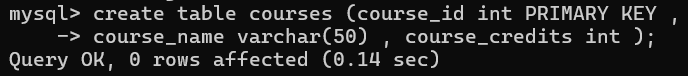 mysql> create table courses (course_id int PRIMARY KEY ,
    -> course_name varchar(50) , course_credits int );
Query OK, 0 rows affected (0.14 sec)